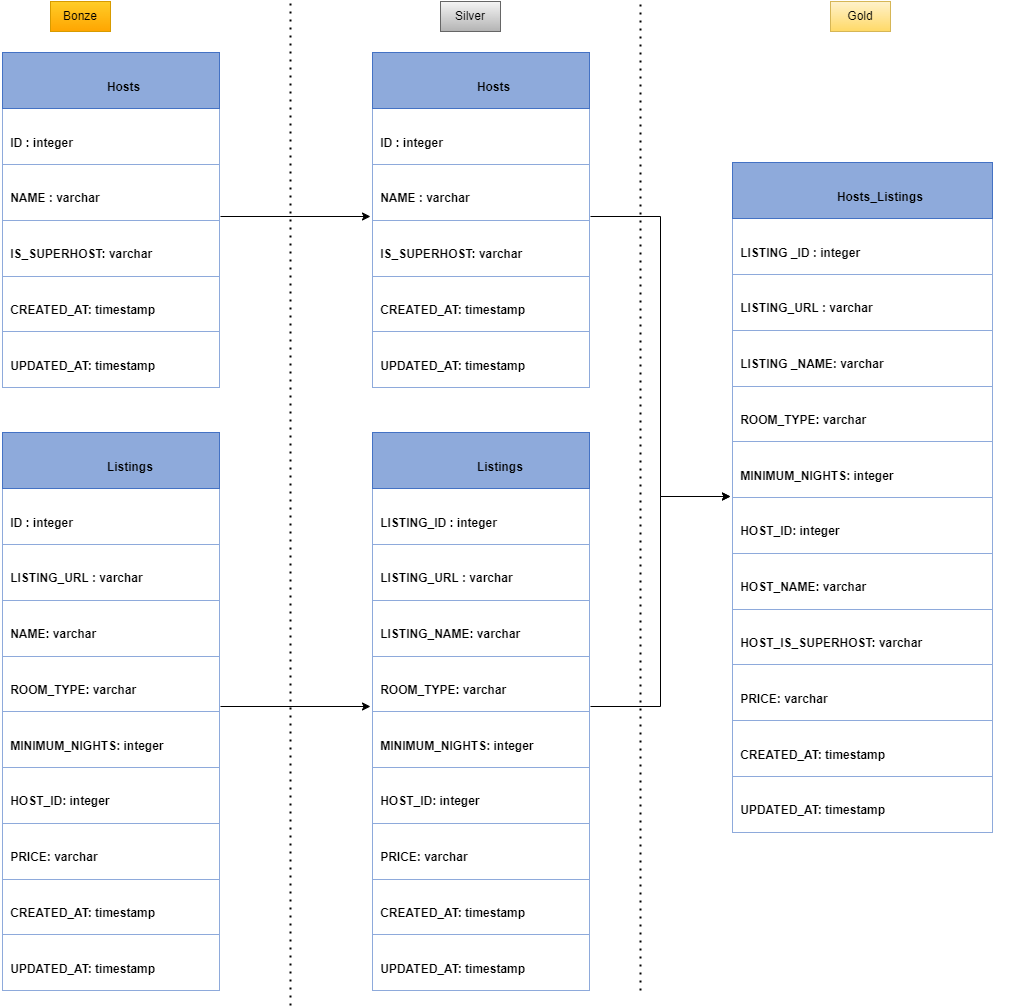 Bonze
Silver
Gold
Hosts
ID : integer
NAME : varchar
IS_SUPERHOST: varchar
CREATED_AT: timestamp
UPDATED_AT: timestamp
Listings
ID : integer
LISTING_URL : varchar
NAME: varchar
ROOM_TYPE: varchar
MINIMUM_NIGHTS: integer
HOST_ID: integer
PRICE: varchar
CREATED_AT: timestamp
UPDATED_AT: timestamp
Hosts
ID : integer
NAME : varchar
IS_SUPERHOST: varchar
CREATED_AT: timestamp
UPDATED_AT: timestamp
Listings
LISTING_ID : integer
LISTING_URL : varchar
LISTING_NAME: varchar
ROOM_TYPE: varchar
MINIMUM_NIGHTS: integer
HOST_ID: integer
PRICE: varchar
CREATED_AT: timestamp
UPDATED_AT: timestamp
Hosts_Listings
LISTING _ID : integer
LISTING_URL : varchar
LISTING _NAME: varchar
ROOM_TYPE: varchar
MINIMUM_NIGHTS: integer
HOST_ID: integer
HOST_NAME: varchar
HOST_IS_SUPERHOST: varchar
PRICE: varchar
CREATED_AT: timestamp
UPDATED_AT: timestamp